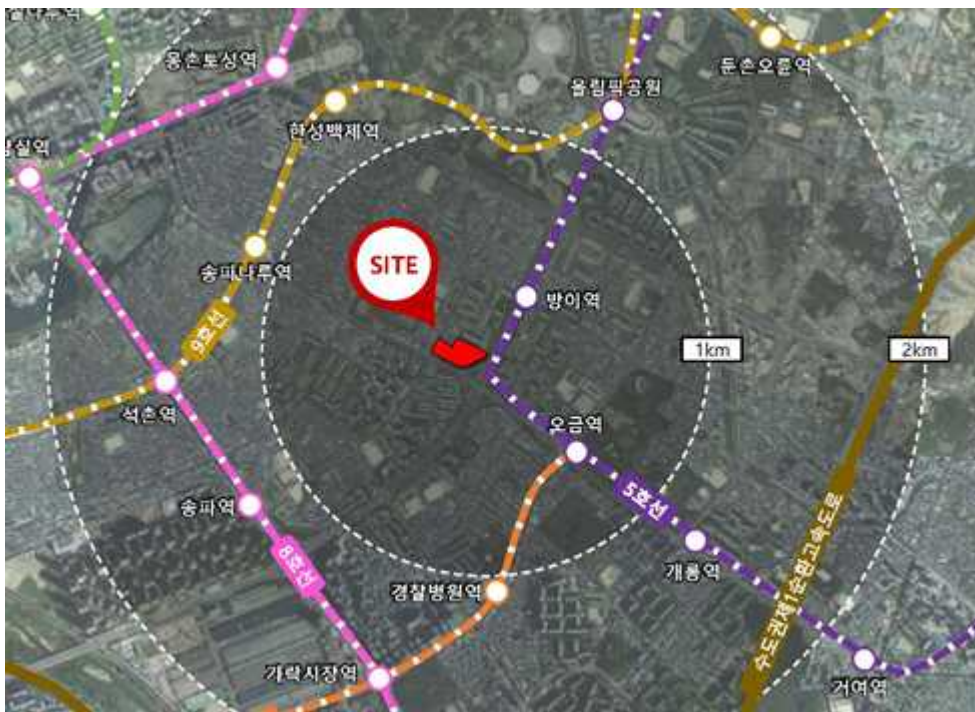 몽촌토성역
둔촌오륜역
올림픽공원
한성백제역
잠실역
송파나루역
SITE
방이역
9호선
1km
2km
석촌역
오금역
송파역
5호선
8호선
개롱역
경찰병원역
수도권제1순환고속도로
가락시장역
거여역